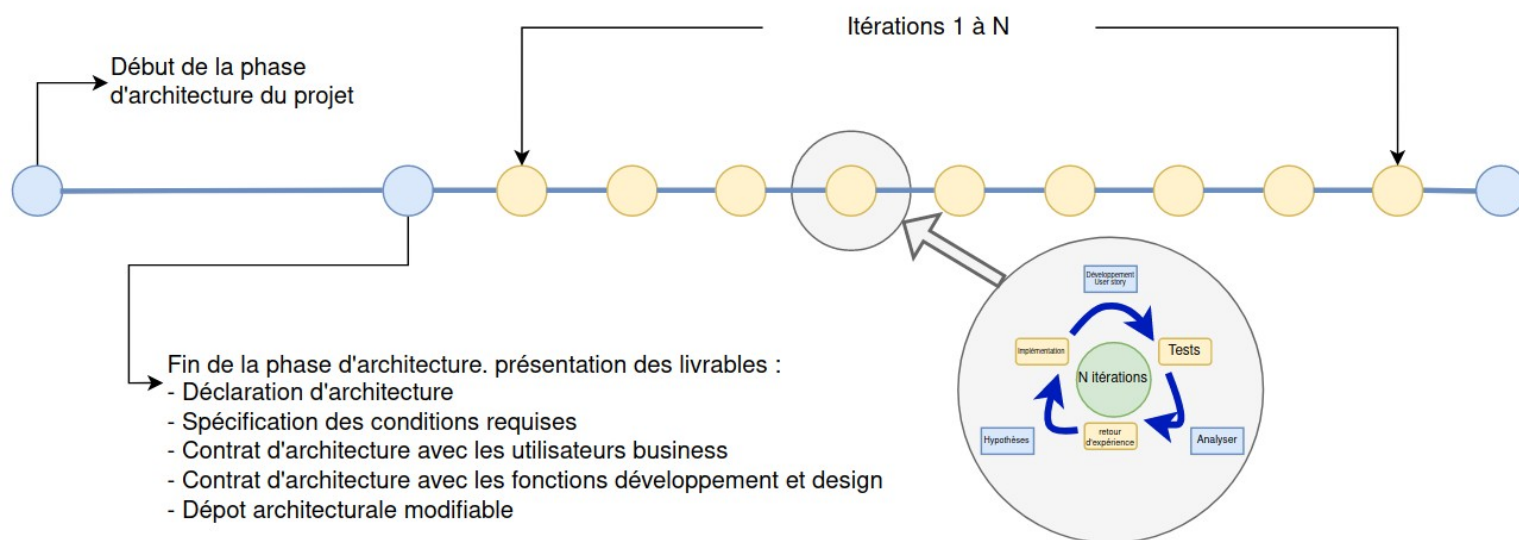 Itérations 1 à N
Début de la phase
d'architecture du projet
Développement
User story
Implémentation
Tests
N itérations
retour
d'expérience
Hypothèses
Analyser
Fin de la phase d'architecture. présentation des livrables :
- Déclaration d'architecture
- Spécification des conditions requises
- Contrat d'architecture avec les utilisateurs business
- Contrat d'architecture avec les fonctions développement et design
- Dépot architecturale modifiable